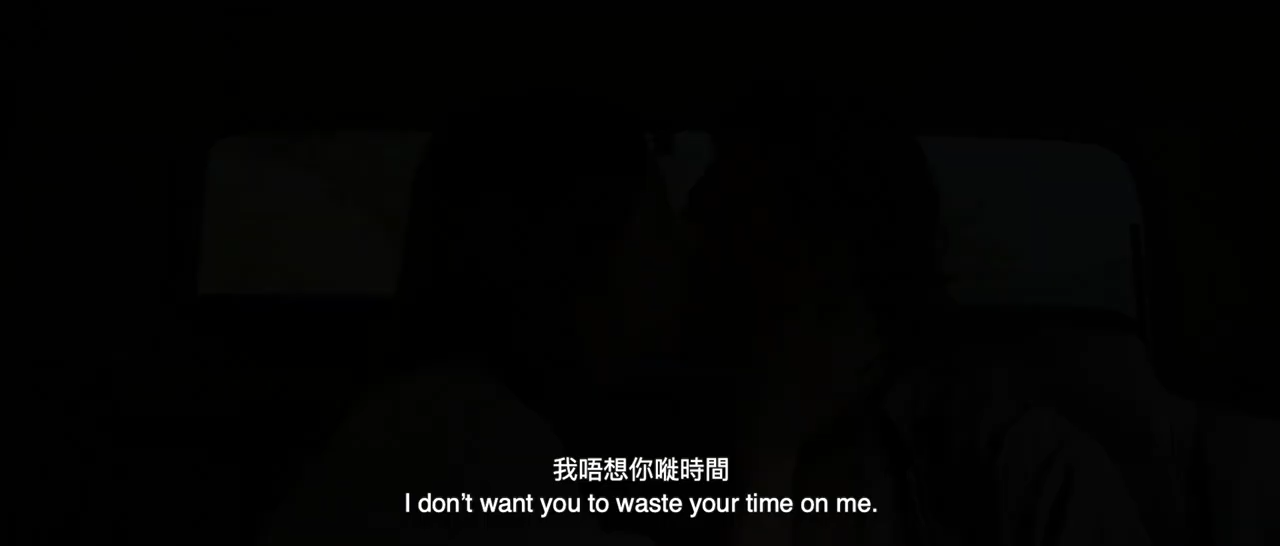 我唔想你嘥時間
I don't want you to waste your time on me.